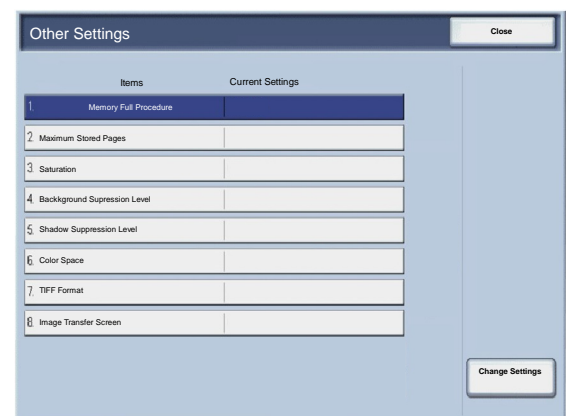 Other Settings
Close
Items Current Settings
1. Memory Full Procedure
2. Maximum Stored Pages
3. Saturation
4. Backkground Supression Level
5. Shadow Suppression Level
6. Color Space
7. TIFF Format
8. Image Transfer Screen
Change Settings